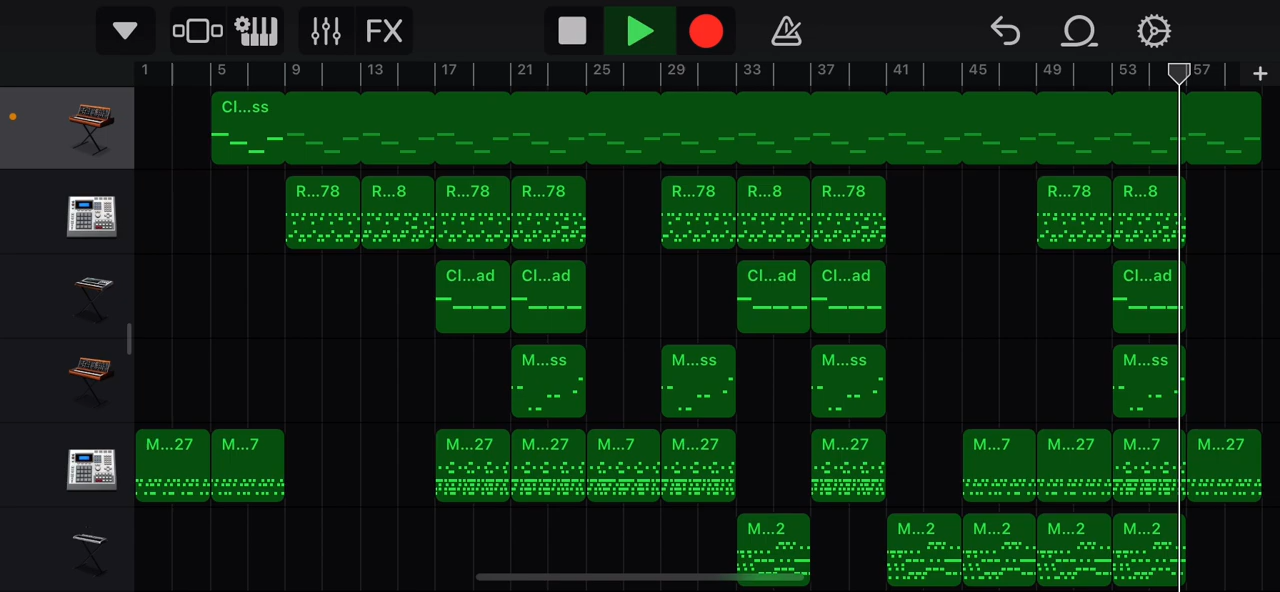 FX
1 5 9 13 17 21 25 29 33 37 41 45 49 53 57 +
Cl...ss
R...78 R...8 R...78 R...78 R...78 R...8 R...78 R...78 R...8
Cl...ad Cl...ad Cl...ad Cl...ad Cl...ad
M...ss M...ss M...ss M...ss
M...27 M...7 M...27 M...27 M...7 M...27 M...27 M...7 M...27 M...7 M...27
M...2 M...2 M...2 M...2 M...2